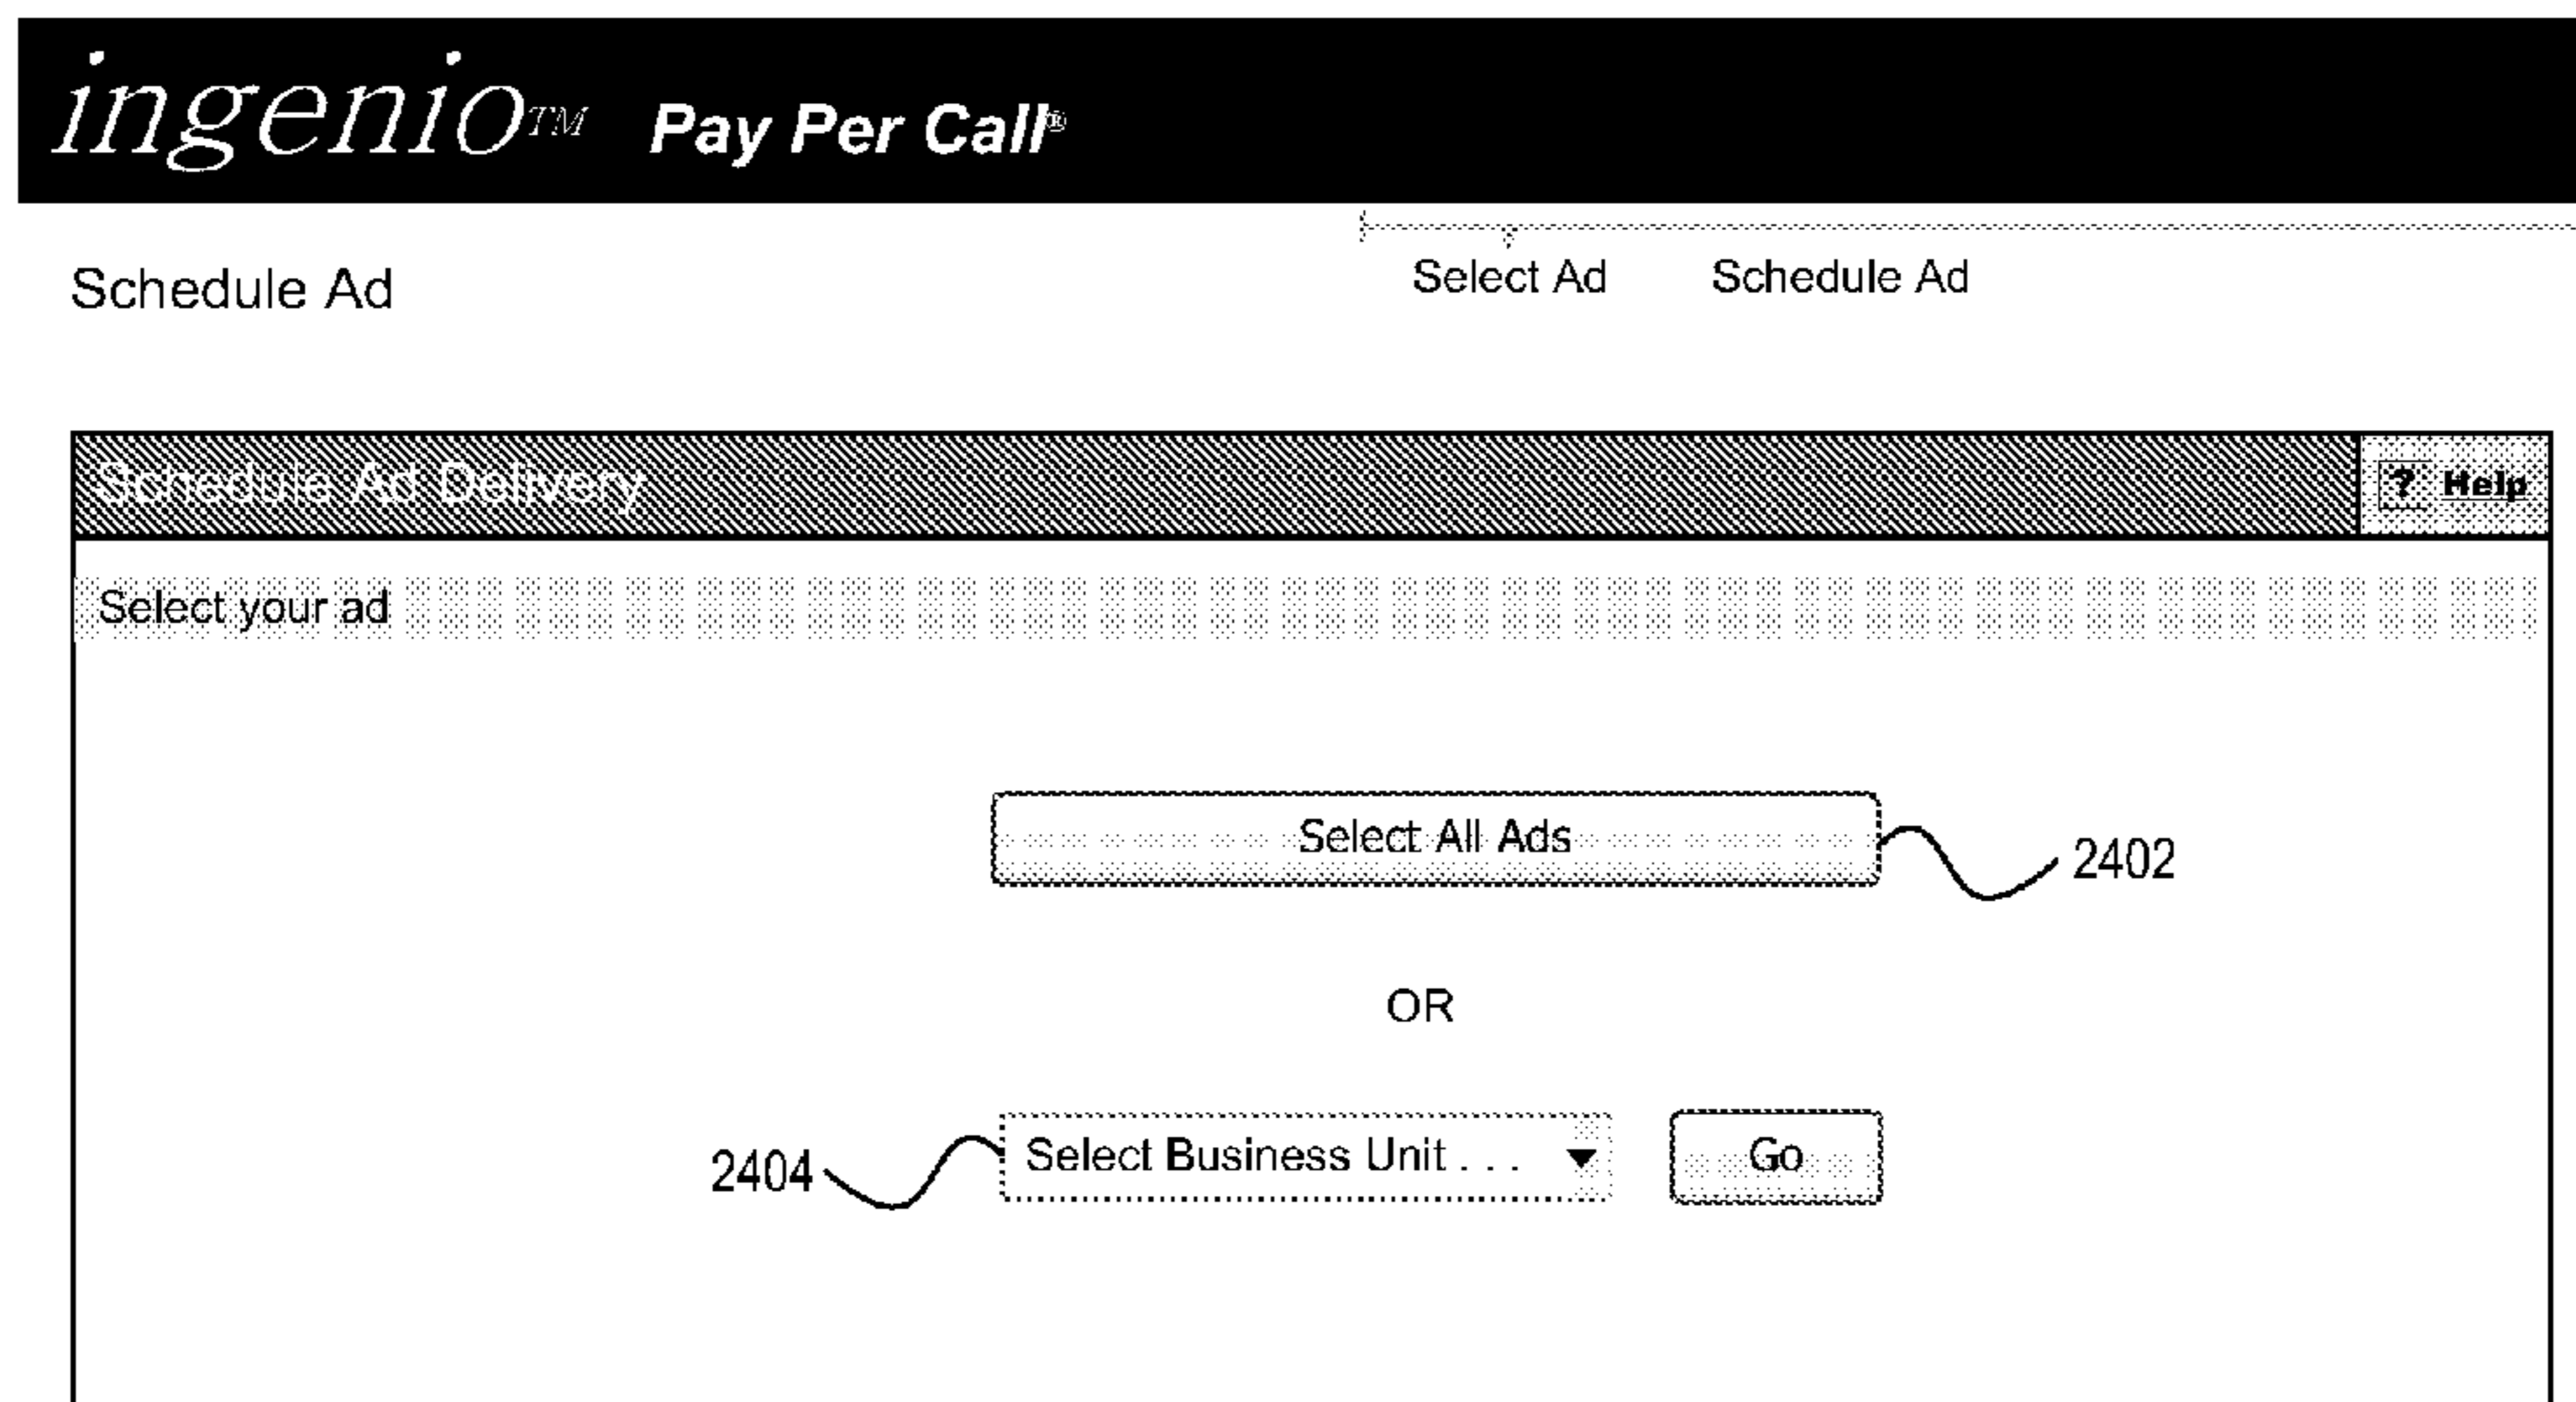 ingenio™ Pay Per Call®
Select Ad Schedule Ad
Schedule Ad
Schedule Ad Delivery ? Help
Select your ad
Select All Ads
2402
OR
2404 Select Business Unit . . . Go